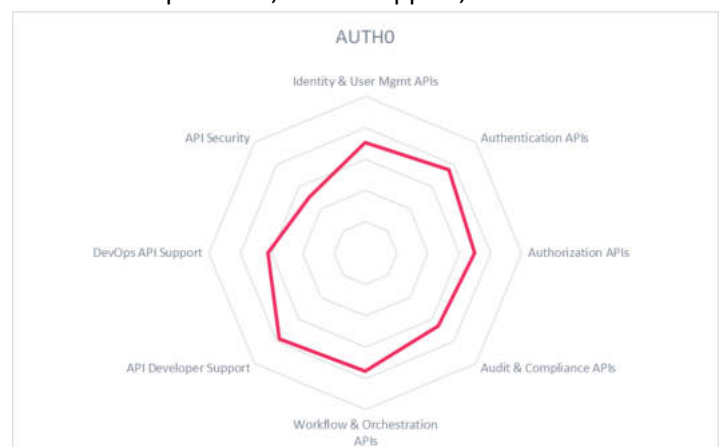 AUTH0
Identity & User Mgmt APIs
API Security
Authentication APIs
DevOps API Support
Authorization APIs
API Developer Support
Audit & Compliance APIs
Workflow & Orchestration
APIs